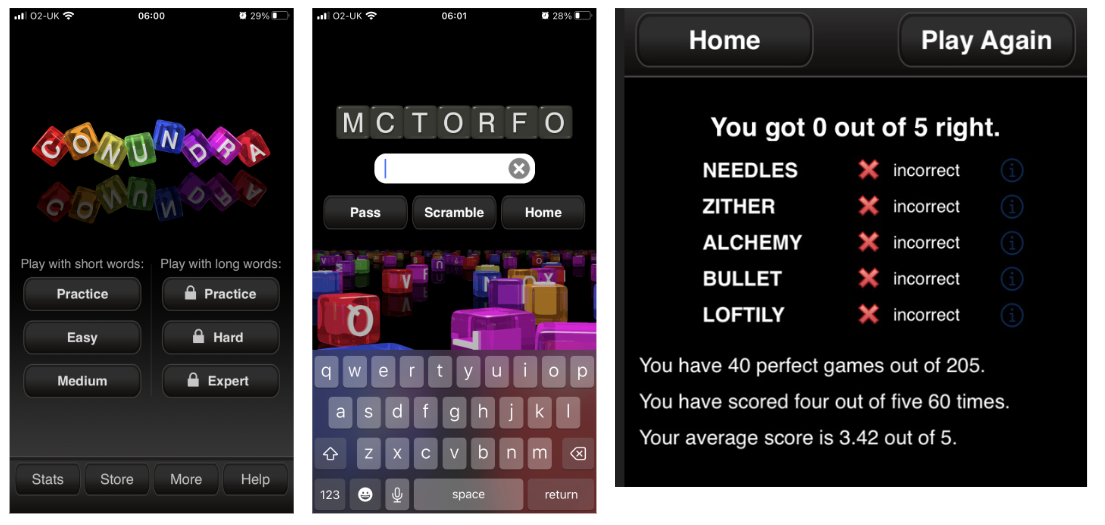 O2-UK 06:00 29%
CONUNDRA
Play with short words: Play with long words:
Practice Practice
Easy Hard
Medium Expert
Stats Store More Help
O2-UK 06:01 28%
M C T O R F O
Pass Scramble Home
q w e r t y u i o p
a s d f g h j k l
z x c v b n m
123 space return
Home Play Again
You got 0 out of 5 right.
NEEDLES incorrect
ZITHER incorrect
ALCHEMY incorrect
BULLET incorrect
LOFTILY incorrect
You have 40 perfect games out of 205.
You have scored four out of five 60 times.
Your average score is 3.42 out of 5.